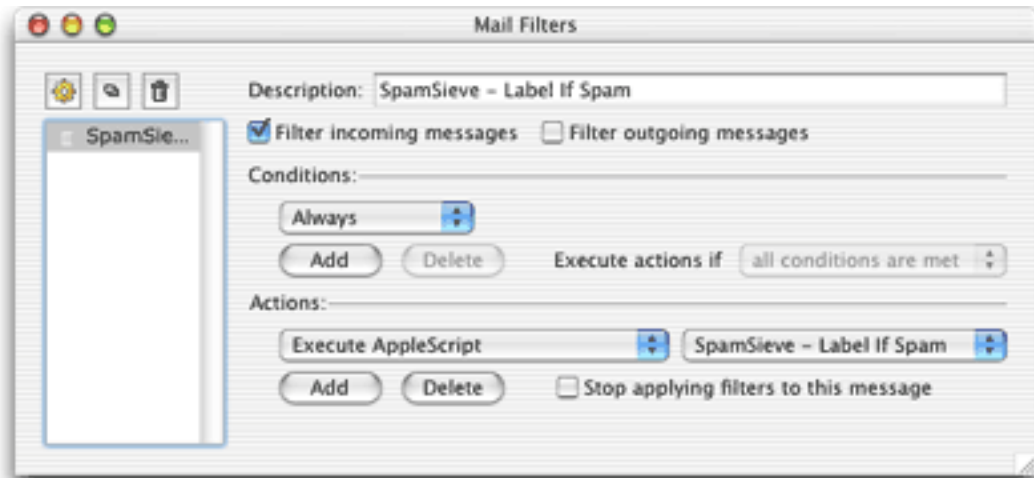 Mail Filters
Description: SpamSieve – Label If Spam
SpamSie...
Filter incoming messages Filter outgoing messages
Conditions:
Always
Add Delete Execute actions if all conditions are met
Actions:
Execute AppleScript SpamSieve – Label If Spam
Add Delete Stop applying filters to this message